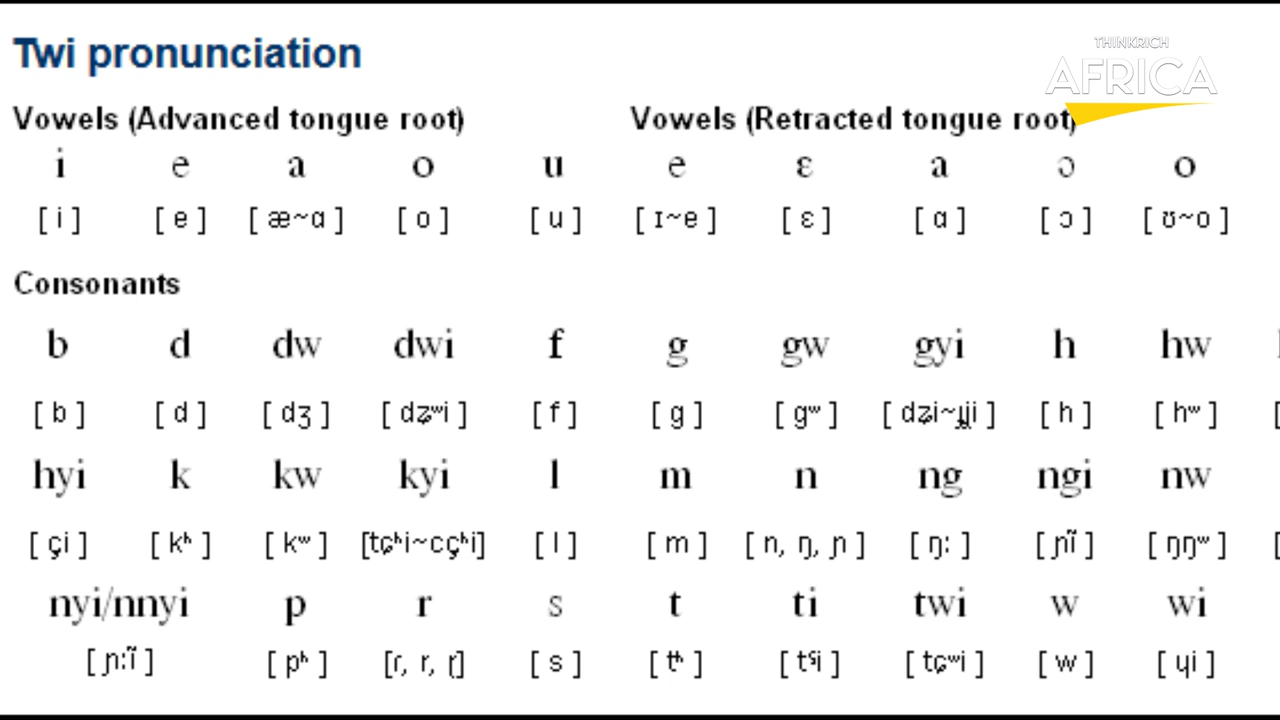 Twi pronunciation
THINKRICH
AFRICA
Vowels (Advanced tongue root) Vowels (Retracted tongue root)
i e a o u e ɛ a ɔ o
[ i ] [ e ] [ æ~ɑ ] [ o ] [ u ] [ ɪ~e ] [ ɛ ] [ ɑ ] [ ɔ ] [ ʊ~o ]
Consonants
b d dw dwi f g gw gyi h hw
[ b ] [ d ] [ dʒ ] [ dʑʷi ] [ f ] [ g ] [ gʷ ] [ dʑi~ɟʝi ] [ h ] [ hʷ ]
hyi k kw kyi l m n ng ngi nw
[ çi ] [ kʰ ] [ kʷ ] [tɕʰi~cçʰi] [ l ] [ m ] [ n, ŋ, ɲ ] [ ŋː ] [ ɲĩ ] [ ŋŋʷ ]
nyi/nnyi p r s t ti twi w wi
[ ɲːĩ ] [ pʰ ] [ɾ, r, ɽ] [ s ] [ tʰ ] [ tˢi ] [ tɕʷi ] [ w ] [ ɥi ]